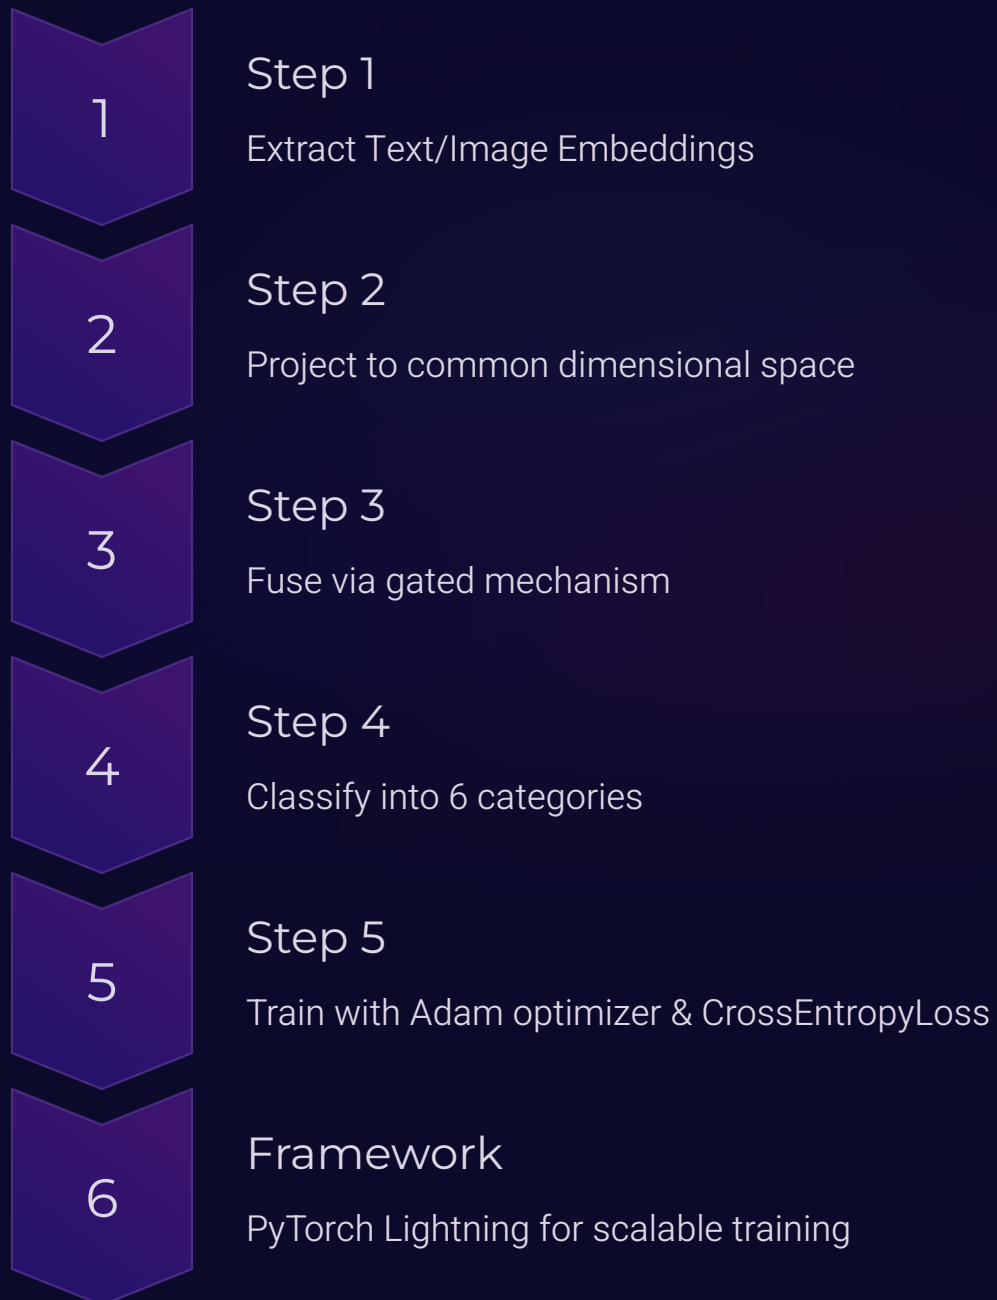 1
Step 1
Extract Text/Image Embeddings
2
Step 2
Project to common dimensional space
3
Step 3
Fuse via gated mechanism
4
Step 4
Classify into 6 categories
5
Step 5
Train with Adam optimizer & CrossEntropyLoss
6
Framework
PyTorch Lightning for scalable training